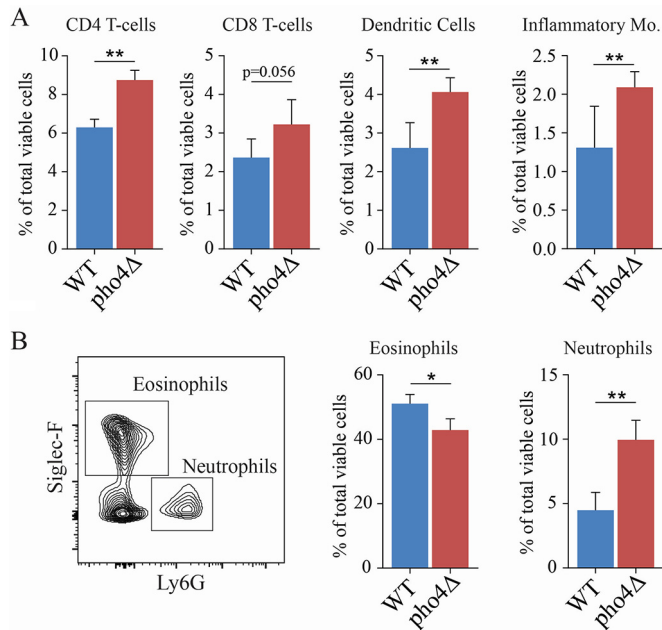 A
CD4 T-cells
CD8 T-cells
Dendritic Cells
Inflammatory Mo.
% of total viable cells
10
8
6
4
2
0
**
WT
pho4Δ
% of total viable cells
5
4
3
2
1
0
p=0.056
WT
pho4Δ
% of total viable cells
5
4
3
2
1
0
**
WT
pho4Δ
% of total viable cells
2.5
2.0
1.5
1.0
0.5
0.0
**
WT
pho4Δ
B
Eosinophils
Neutrophils
Siglec-F
Ly6G
Eosinophils
% of total viable cells
60
40
20
0
*
WT
pho4Δ
Neutrophils
% of total viable cells
15
10
5
0
**
WT
pho4Δ